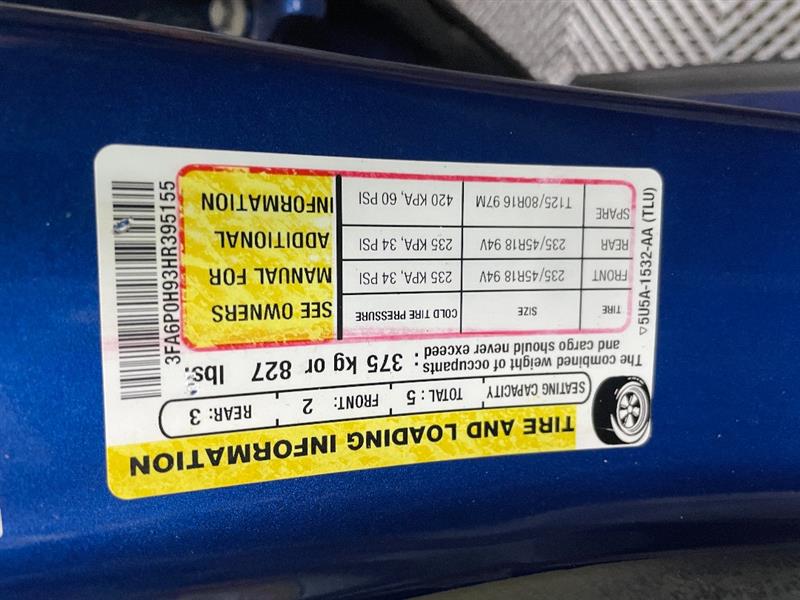 TIRE AND LOADING INFORMATION
SEATING CAPACITY TOTAL : 5 FRONT: 2 REAR: 3
The combined weight of occupants
and cargo should never exceed : 375 kg or 827 lbs.
TIRE SIZE COLD TIRE PRESSURE
FRONT 235/45R18 94V 235 KPA, 34 PSI
REAR 235/45R18 94V 235 KPA, 34 PSI
SPARE T125/80R16 97M 420 KPA, 60 PSI
SEE OWNERS
MANUAL FOR
ADDITIONAL
INFORMATION
▽5U5A-1532-AA (TLU)
3FA6P0H93HR395155